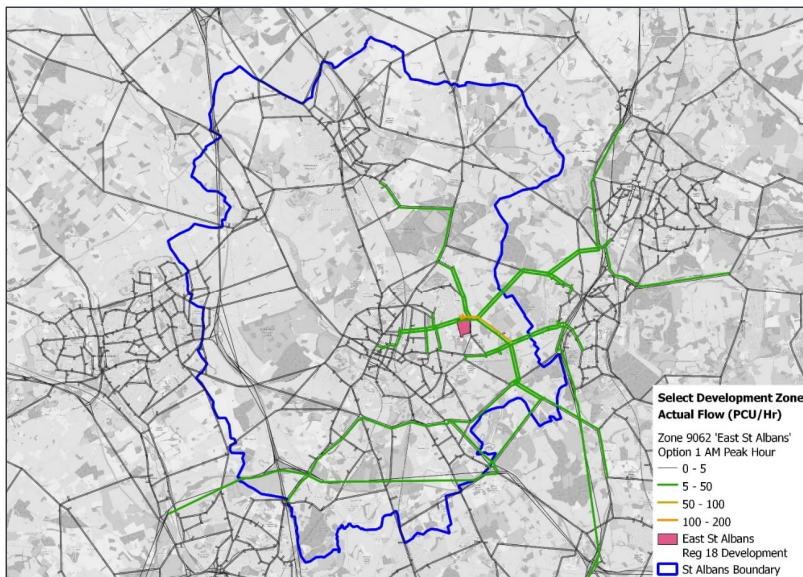 Select Development Zone
Actual Flow (PCU/Hr)
Zone 9062 'East St Albans'
Option 1 AM Peak Hour
0 - 5
5 - 50
50 - 100
100 - 200
East St Albans
Reg 18 Development
St Albans Boundary